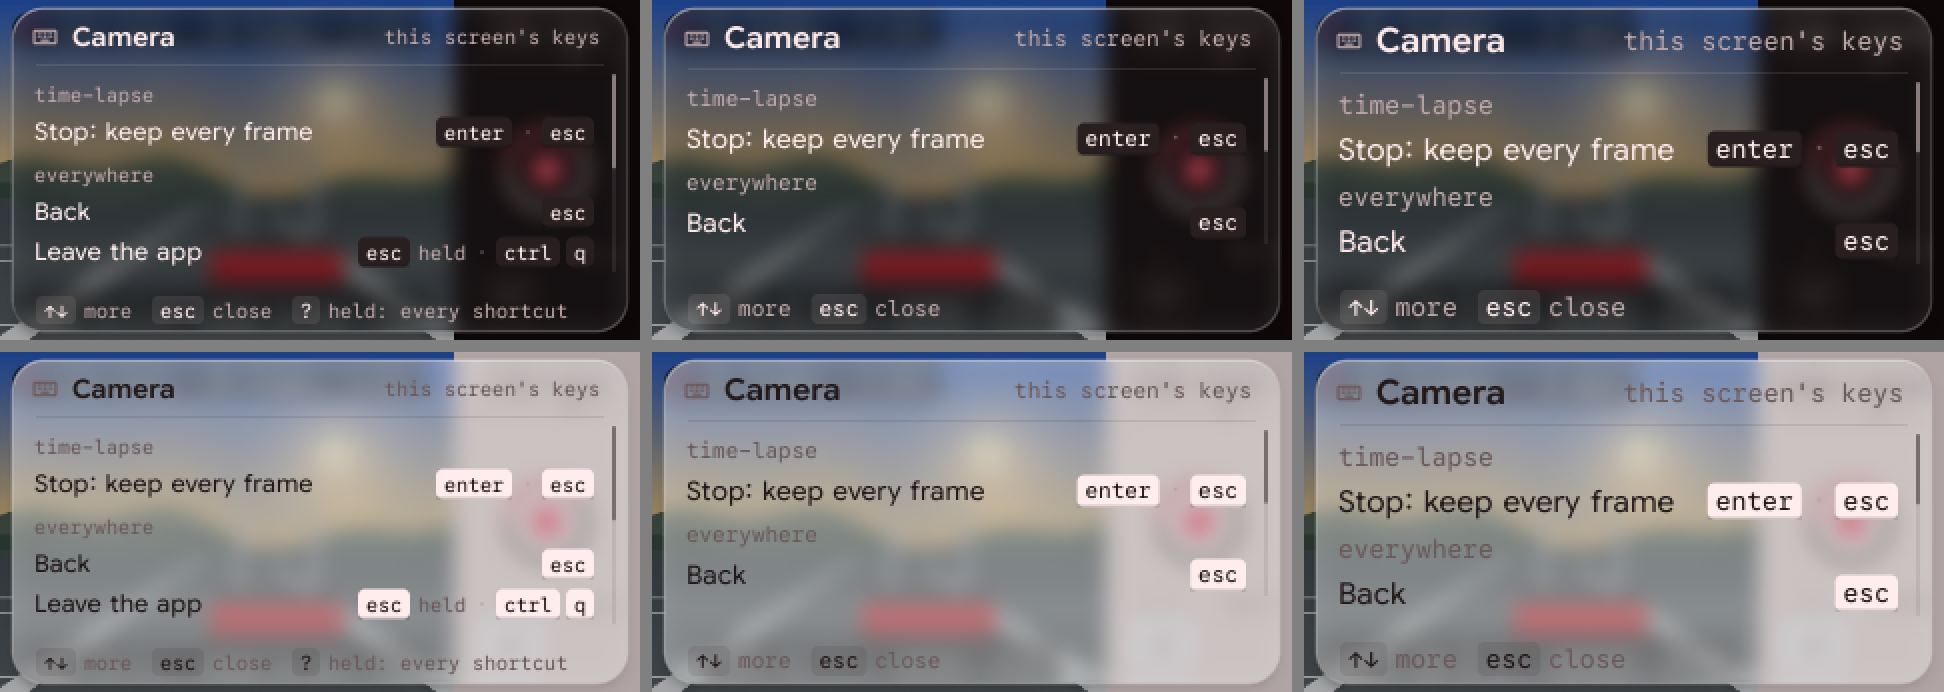 Camera this screen's keys
time-lapse
Stop: keep every frame enter · esc
everywhere
Back esc
Leave the app esc held · ctrl q
↑↓ more esc close ? held: every shortcut
Camera this screen's keys
time-lapse
Stop: keep every frame enter · esc
everywhere
Back esc
↑↓ more esc close
Camera this screen's keys
time-lapse
Stop: keep every frame enter · esc
everywhere
Back esc
↑↓ more esc close
Camera this screen's keys
time-lapse
Stop: keep every frame enter · esc
everywhere
Back esc
Leave the app esc held · ctrl q
↑↓ more esc close ? held: every shortcut
Camera this screen's keys
time-lapse
Stop: keep every frame enter · esc
everywhere
Back esc
↑↓ more esc close
Camera this screen's keys
time-lapse
Stop: keep every frame enter · esc
everywhere
Back esc
↑↓ more esc close